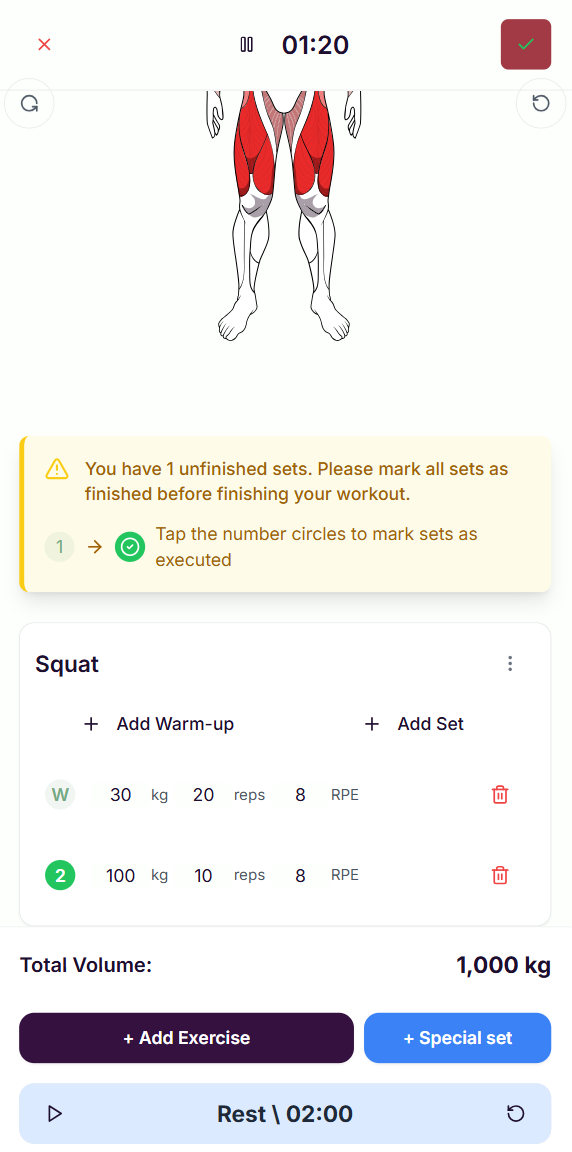 01:20
You have 1 unfinished sets. Please mark all sets as
finished before finishing your workout.
1
Tap the number circles to mark sets as
executed
Squat
+ Add Warm-up
+ Add Set
W 30 kg 20 reps 8 RPE
2 100 kg 10 reps 8 RPE
Total Volume: 1,000 kg
+ Add Exercise
+ Special set
Rest \ 02:00